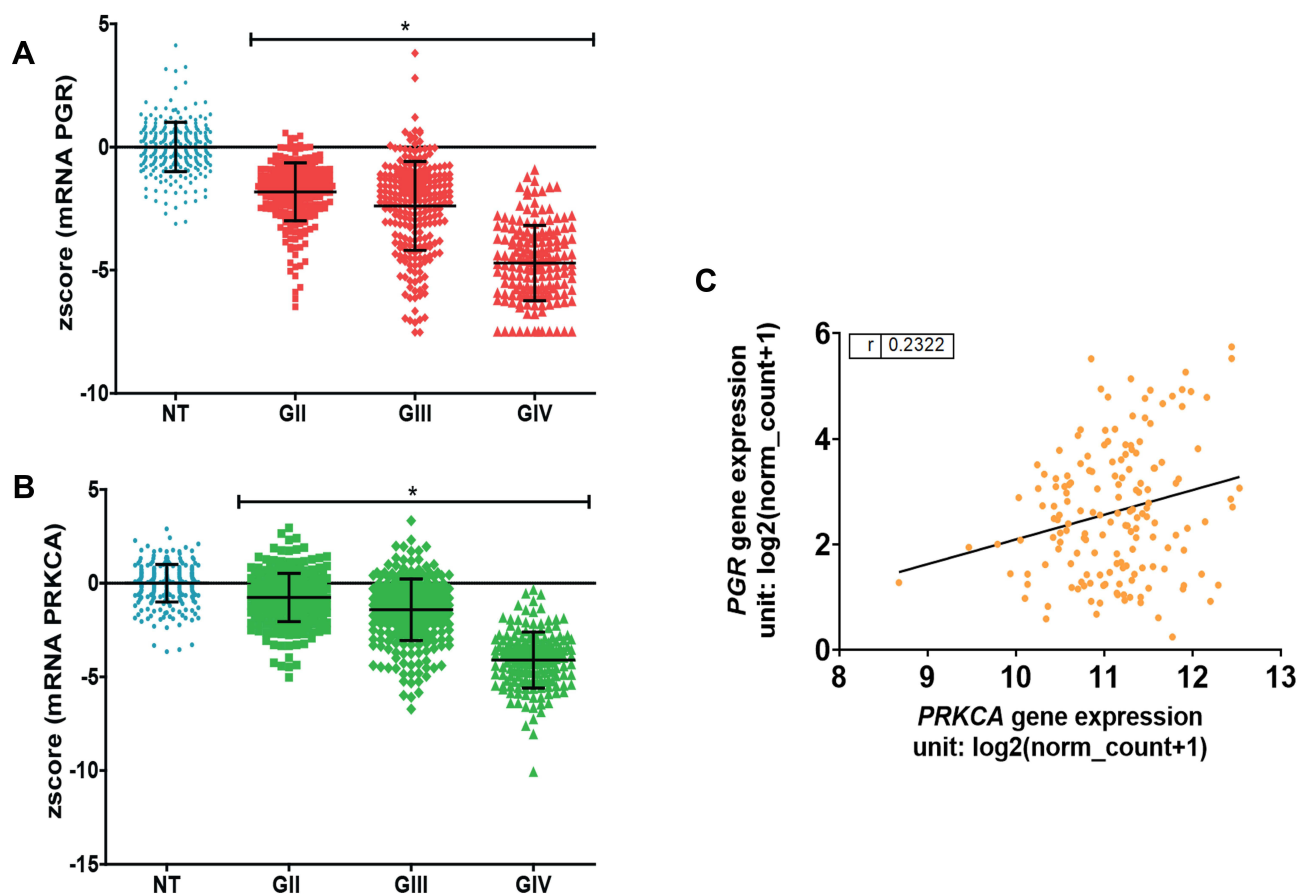 A
zscore (mRNA PGR)
5
0
-5
-10
*
NT GII GIII GIV
B
zscore (mRNA PRKCA)
5
0
-5
-10
-15
*
NT GII GIII GIV
C
PGR gene expression
unit: log2(norm_count+1)
r 0.2322
6
4
2
0
8 9 10 11 12 13
PRKCA gene expression
unit: log2(norm_count+1)